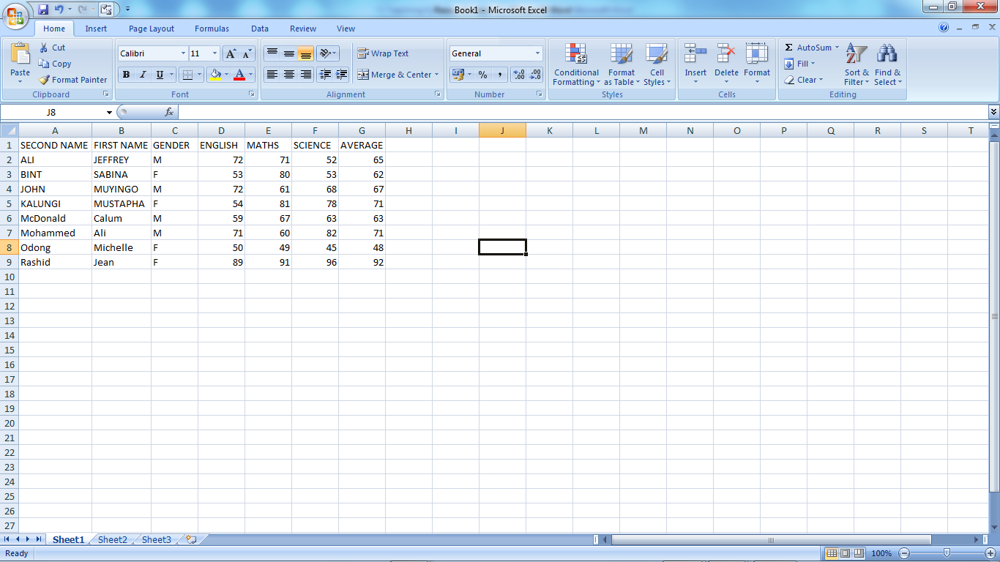 Book1 - Microsoft Excel
Home Insert Page Layout Formulas Data Review View
Paste Cut Copy Format Painter Clipboard
Calibri 11 A A B I U A Font
Wrap Text Merge & Center Alignment
General % , .0 .00 .00 .0 Number
Conditional Formatting Format as Table Cell Styles Styles
Insert Delete Format Cells
Σ AutoSum Fill Clear Sort & Filter Find & Select Editing
J8 fx
A B C D E F G H I J K L M N O P Q R S T
1 SECOND NAME FIRST NAME GENDER ENGLISH MATHS SCIENCE AVERAGE
2 ALI JEFFREY M 72 71 52 65
3 BINT SABINA F 53 80 53 62
4 JOHN MUYINGO M 72 61 68 67
5 KALUNGI MUSTAPHA F 54 81 78 71
6 McDonald Calum M 59 67 63 63
7 Mohammed Ali M 71 60 82 71
8 Odong Michelle F 50 49 45 48
9 Rashid Jean F 89 91 96 92
10
11
12
13
14
15
16
17
18
19
20
21
22
23
24
25
26
27
Sheet1 Sheet2 Sheet3
Ready 100%